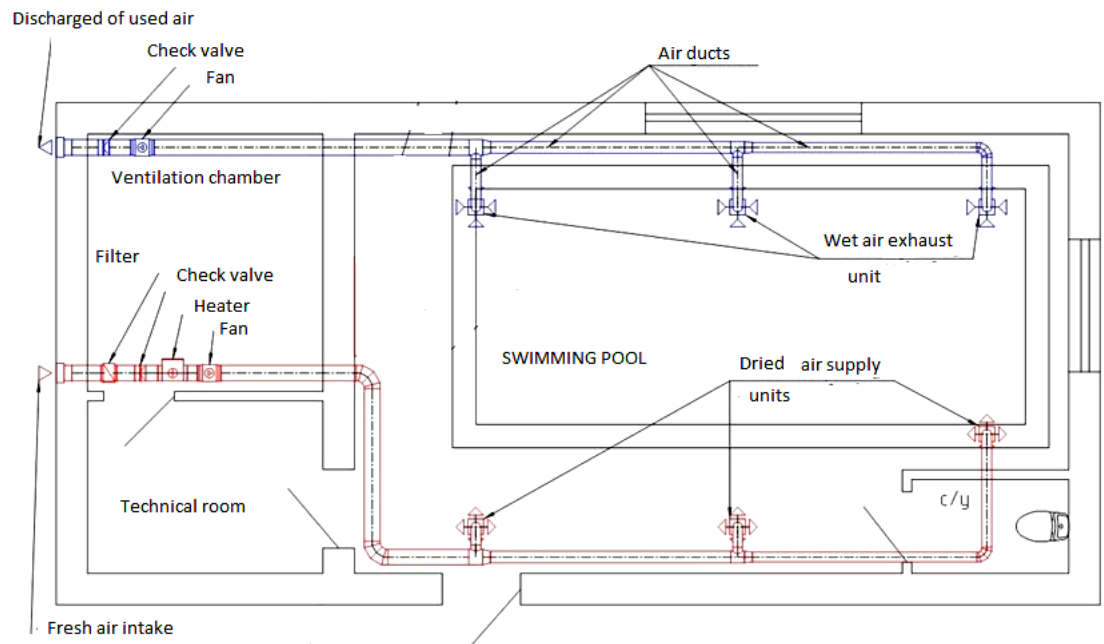 Discharged of used air
Check valve
Fan
Air ducts
Ventilation chamber
Wet air exhaust
unit
Filter
Check valve
Heater
Fan
SWIMMING POOL
Dried air supply
units
Technical room
c/y
Fresh air intake